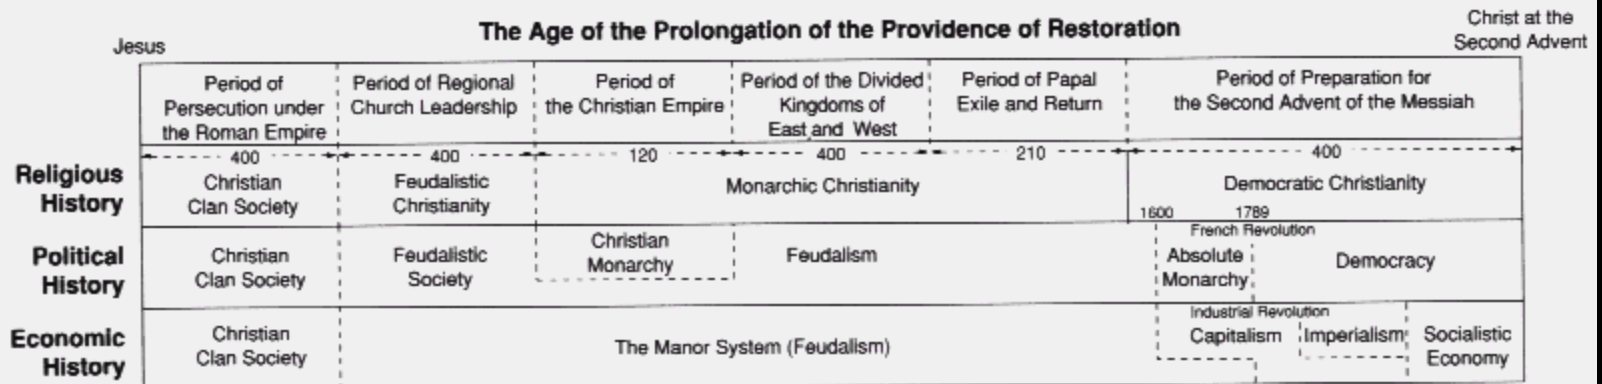 The Age of the Prolongation of the Providence of Restoration
Jesus
Christ at the
Second Advent
Period of
Persecution under
the Roman Empire
Period of Regional
Church Leadership
Period of
the Christian Empire
Period of the Divided
Kingdoms of
East and West
Period of Papal
Exile and Return
Period of Preparation for
the Second Advent of the Messiah
400
400
120
400
210
400
Religious
History
Christian
Clan Society
Feudalistic
Christianity
Monarchic Christianity
Democratic Christianity
1600
1789
French Revolution
Political
History
Christian
Clan Society
Feudalistic
Society
Christian
Monarchy
Feudalism
Absolute
Monarchy
Democracy
Industrial Revolution
Economic
History
Christian
Clan Society
The Manor System (Feudalism)
Capitalism
Imperialism
Socialistic
Economy